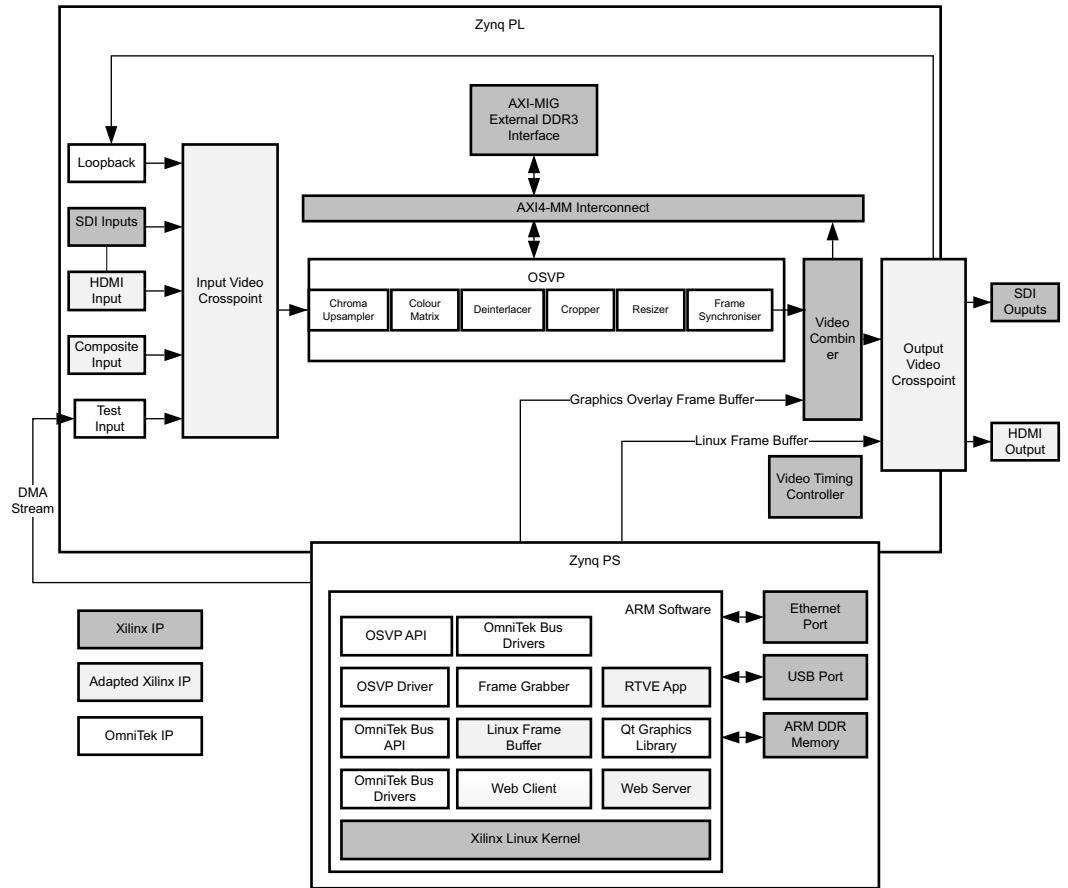 Zynq PL
AXI-MIG
External DDR3
Interface
Loopback
AXI4-MM Interconnect
SDI Inputs
HDMI
Input
Input Video
Crosspoint
OSVP
Chroma
Upsampler
Colour
Matrix
Deinterlacer
Cropper
Resizer
Frame
Synchroniser
Video
Combin
er
Output
Video
Crosspoint
SDI
Ouputs
Composite
Input
Test
Input
Graphics Overlay Frame Buffer
Linux Frame Buffer
HDMI
Output
Video Timing
Controller
DMA
Stream
Zynq PS
ARM Software
Ethernet
Port
OSVP API
OmniTek Bus
Drivers
USB Port
OSVP Driver
Frame Grabber
RTVE App
OmniTek Bus
API
Linux Frame
Buffer
Qt Graphics
Library
ARM DDR
Memory
OmniTek Bus
Drivers
Web Client
Web Server
Xilinx Linux Kernel
Xilinx IP
Adapted Xilinx IP
OmniTek IP